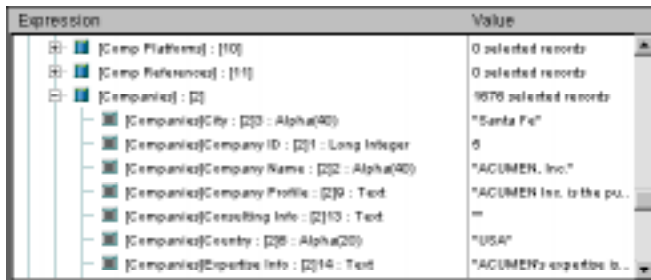 Expression Value
[Comp Platforms] : [10] 0 selected records
[Comp References] : [11] 0 selected records
[Companies] : [2] 1676 selected records
[Companies]City : [2]3 : Alpha(40) "Santa Fe"
[Companies]Company ID : [2]1 : Long Integer 6
[Companies]Company Name : [2]2 : Alpha(40) "ACUMEN, Inc."
[Companies]Company Profile : [2]9 : Text "ACUMEN Inc. is the pu...
[Companies]Consulting Info : [2]13 : Text ""
[Companies]Country : [2]8 : Alpha(20) "USA"
[Companies]Expertise Info : [2]14 : Text "ACUMEN's expertise is...